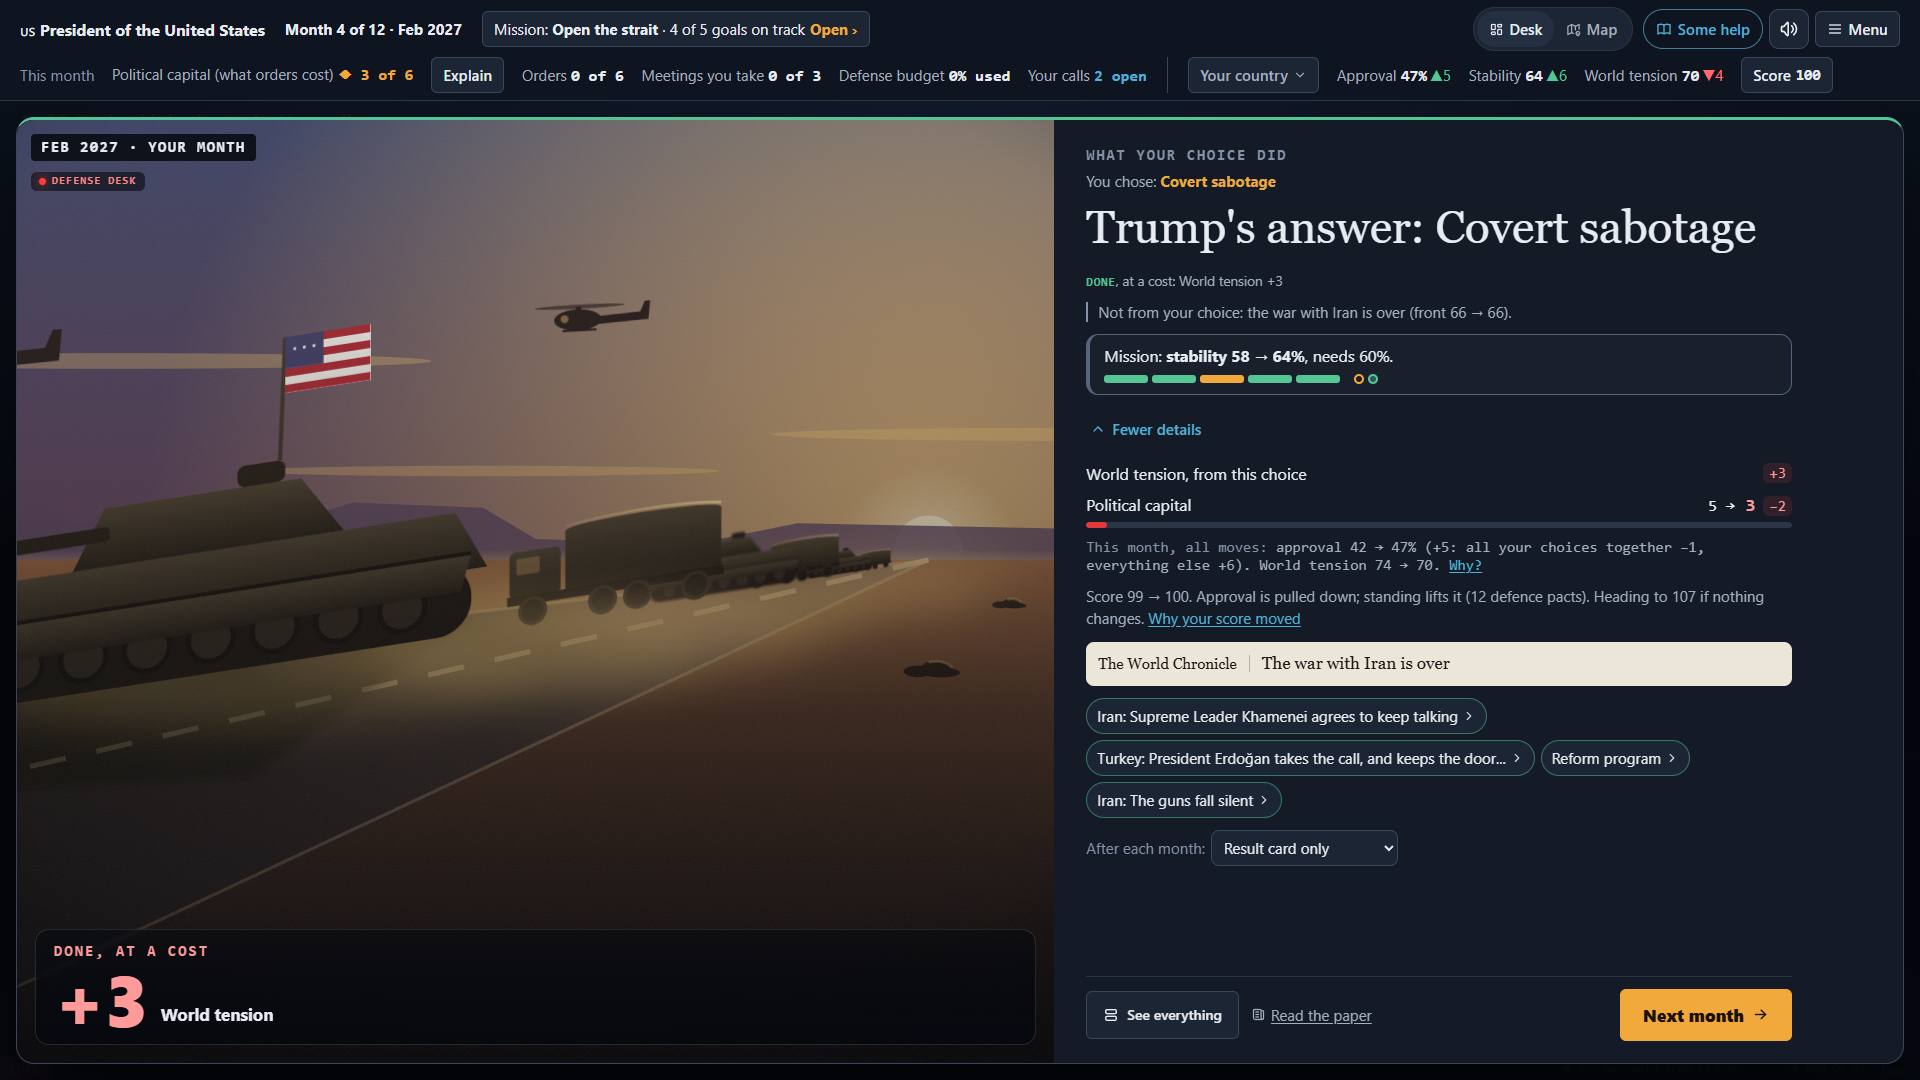 US President of the United States
Month 4 of 12 · Feb 2027
Mission: Open the strait · 4 of 5 goals on track Open ›
Desk
Map
Some help
Menu
This month
Political capital (what orders cost) ◆ 3 of 6
Explain
Orders 0 of 6
Meetings you take 0 of 3
Defense budget 0% used
Your calls 2 open
Your country
Approval 47% ▲5
Stability 64 ▲6
World tension 70 ▼4
Score 100
FEB 2027 · YOUR MONTH
DEFENSE DESK
DONE, AT A COST
+3 World tension
WHAT YOUR CHOICE DID
You chose: Covert sabotage
Trump's answer: Covert sabotage
DONE, at a cost: World tension +3
Not from your choice: the war with Iran is over (front 66 → 66).
Mission: stability 58 → 64%, needs 60%.
Fewer details
World tension, from this choice +3
Political capital 5 → 3 −2
This month, all moves: approval 42 → 47% (+5: all your choices together −1,
everything else +6). World tension 74 → 70. Why?
Score 99 → 100. Approval is pulled down; standing lifts it (12 defence pacts). Heading to 107 if nothing
changes. Why your score moved
The World Chronicle | The war with Iran is over
Iran: Supreme Leader Khamenei agrees to keep talking ›
Turkey: President Erdoğan takes the call, and keeps the door... ›
Reform program ›
Iran: The guns fall silent ›
After each month: Result card only
See everything
Read the paper
Next month →